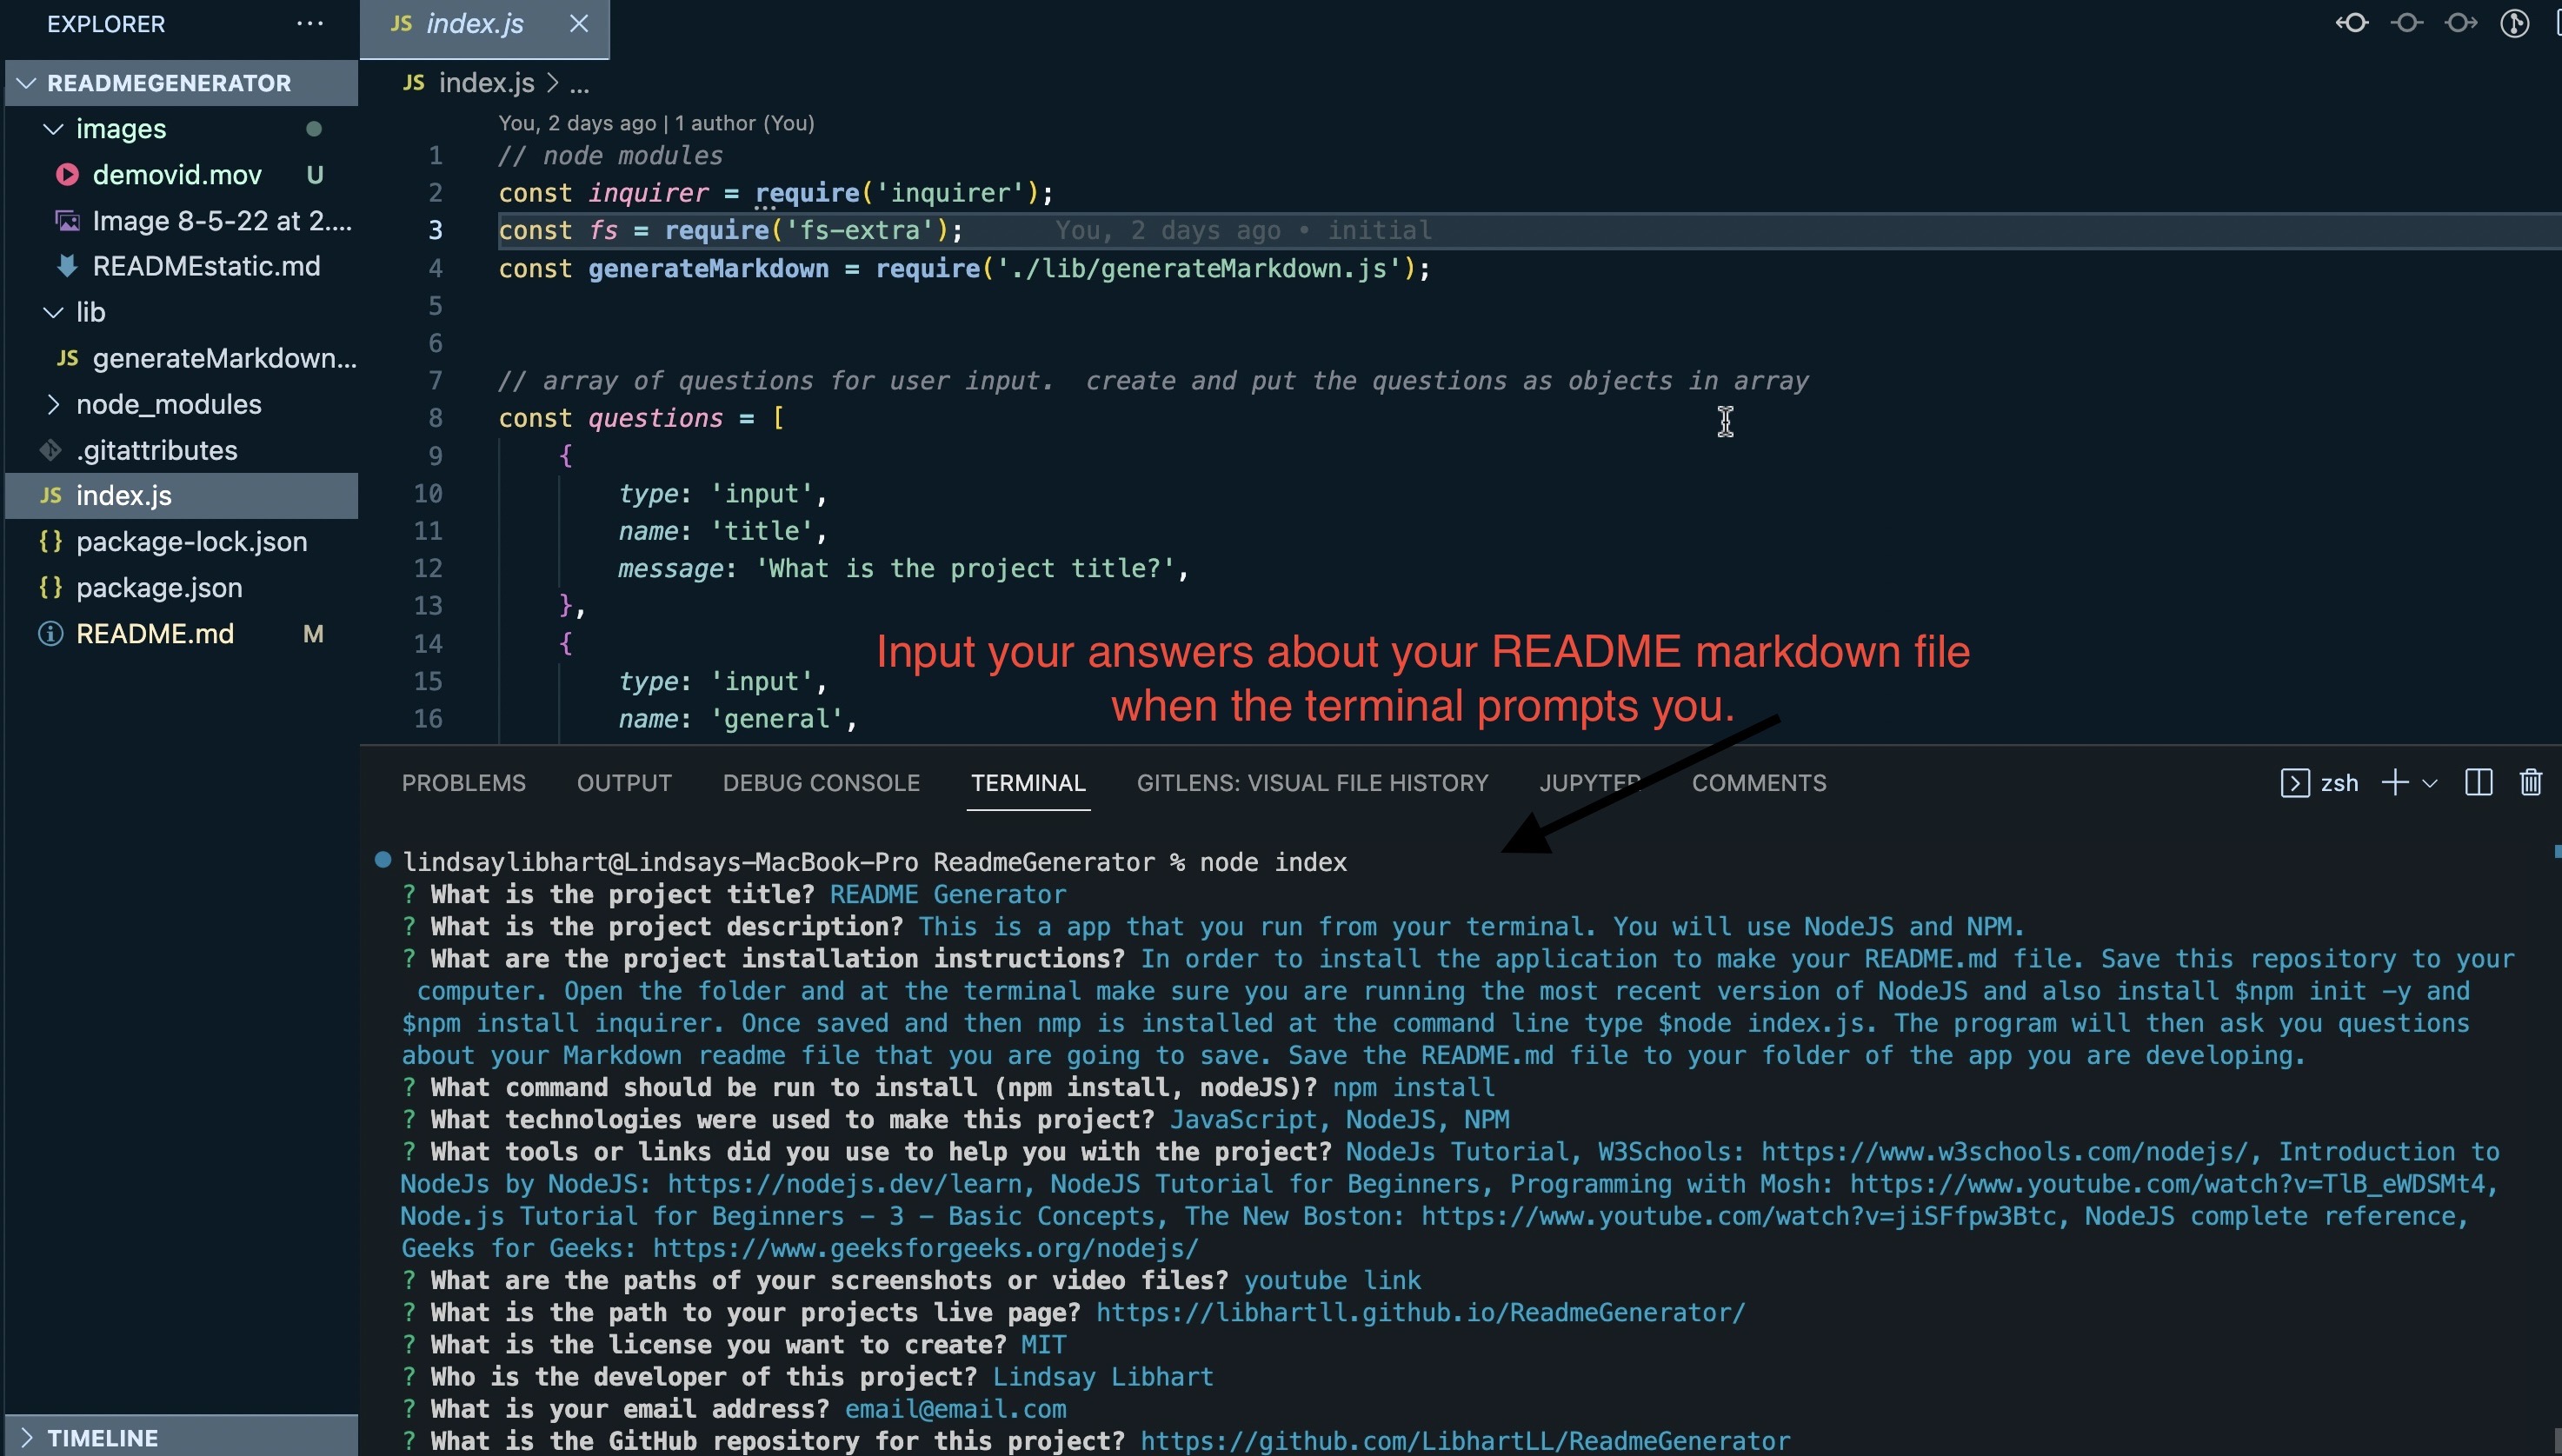 EXPLORER
READMEGENERATOR
images
demovid.mov U
Image 8-5-22 at 2....
READMEstatic.md
lib
JS generateMarkdown...
node_modules
.gitattributes
JS index.js
{} package-lock.json
{} package.json
README.md M
TIMELINE
JS index.js
JS index.js > ...
You, 2 days ago | 1 author (You)
1 // node modules
2 const inquirer = require('inquirer');
3 const fs = require('fs-extra'); You, 2 days ago • initial
4 const generateMarkdown = require('./lib/generateMarkdown.js');
5
6
7 // array of questions for user input.  create and put the questions as objects in array
8 const questions = [
9 {
10 type: 'input',
11 name: 'title',
12 message: 'What is the project title?',
13 },
14 {
15 type: 'input',
16 name: 'general',
Input your answers about your README markdown file
when the terminal prompts you.
PROBLEMS OUTPUT DEBUG CONSOLE TERMINAL GITLENS: VISUAL FILE HISTORY JUPYTER COMMENTS zsh
lindsaylibhart@Lindsays-MacBook-Pro ReadmeGenerator % node index
? What is the project title? README Generator
? What is the project description? This is a app that you run from your terminal. You will use NodeJS and NPM.
? What are the project installation instructions? In order to install the application to make your README.md file. Save this repository to your
computer. Open the folder and at the terminal make sure you are running the most recent version of NodeJS and also install $npm init -y and
$npm install inquirer. Once saved and then nmp is installed at the command line type $node index.js. The program will then ask you questions
about your Markdown readme file that you are going to save. Save the README.md file to your folder of the app you are developing.
? What command should be run to install (npm install, nodeJS)? npm install
? What technologies were used to make this project? JavaScript, NodeJS, NPM
? What tools or links did you use to help you with the project? NodeJs Tutorial, W3Schools: https://www.w3schools.com/nodejs/, Introduction to
NodeJs by NodeJS: https://nodejs.dev/learn, NodeJS Tutorial for Beginners, Programming with Mosh: https://www.youtube.com/watch?v=TlB_eWDSMt4,
Node.js Tutorial for Beginners - 3 - Basic Concepts, The New Boston: https://www.youtube.com/watch?v=jiSFfpw3Btc, NodeJS complete reference,
Geeks for Geeks: https://www.geeksforgeeks.org/nodejs/
? What are the paths of your screenshots or video files? youtube link
? What is the path to your projects live page? https://libhartll.github.io/ReadmeGenerator/
? What is the license you want to create? MIT
? Who is the developer of this project? Lindsay Libhart
? What is your email address? email@email.com
? What is the GitHub repository for this project? https://github.com/LibhartLL/ReadmeGenerator